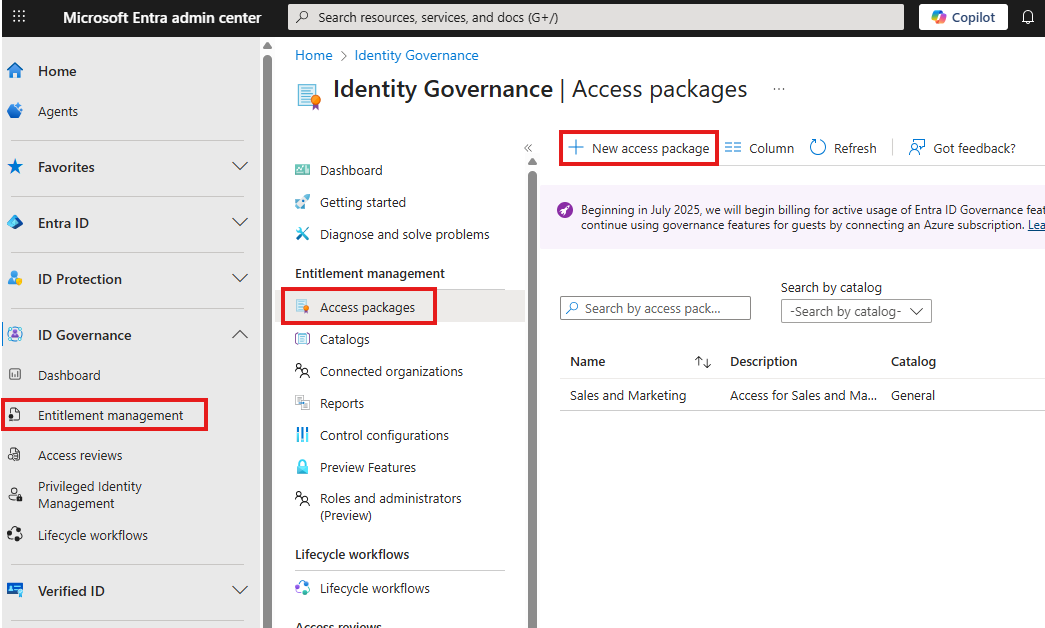 Microsoft Entra admin center
Search resources, services, and docs (G+/)
Copilot
Home
Agents
Favorites
Entra ID
ID Protection
ID Governance
Dashboard
Entitlement management
Access reviews
Privileged Identity
Management
Lifecycle workflows
Verified ID
Home > Identity Governance
Identity Governance | Access packages ...
«
Dashboard
Getting started
Diagnose and solve problems
Entitlement management
Access packages
Catalogs
Connected organizations
Reports
Control configurations
Preview Features
Roles and administrators
(Preview)
Lifecycle workflows
Lifecycle workflows
Access reviews
New access package
Column
Refresh
Got feedback?
Beginning in July 2025, we will begin billing for active usage of Entra ID Governance feat
continue using governance features for guests by connecting an Azure subscription. Lea
Search by access pack...
Search by catalog
-Search by catalog-
Name Description Catalog
Sales and Marketing Access for Sales and Ma... General